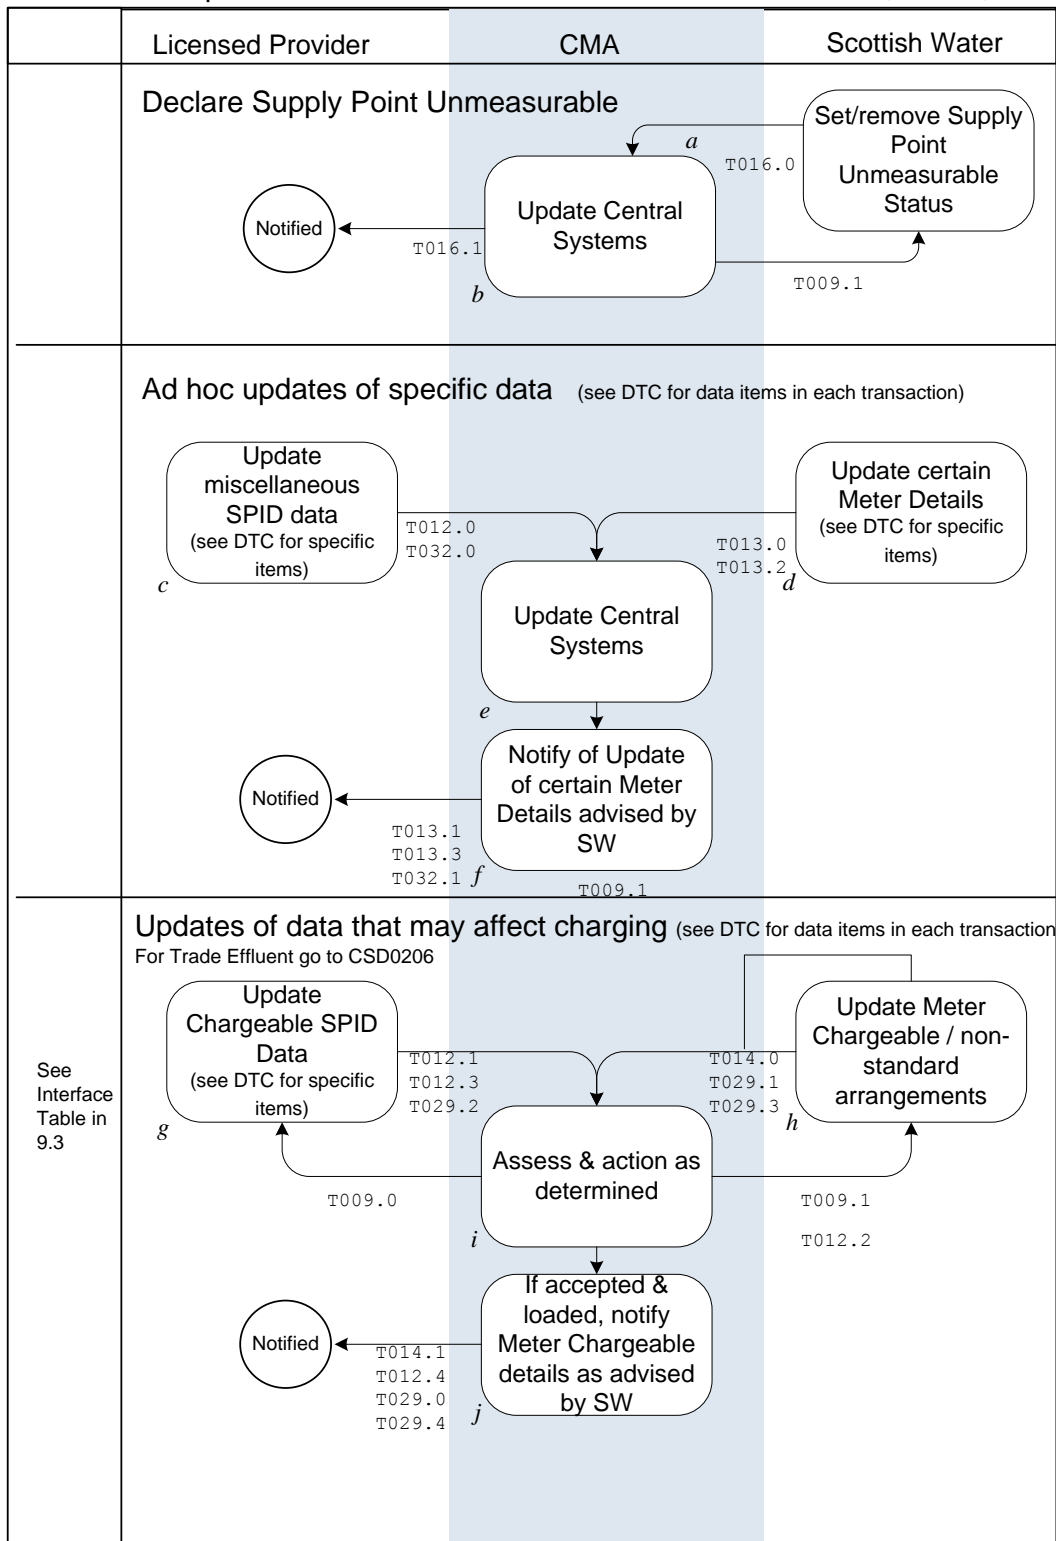 Licensed Provider
CMA
Scottish Water
Declare Supply Point Unmeasurable
Set/remove Supply
Point
Unmeasurable
Status
a
T016.0
Update Central
Systems
Notified
T016.1
b
T009.1
Ad hoc updates of specific data (see DTC for data items in each transaction)
Update
miscellaneous
SPID data
(see DTC for specific
items)
c
T012.0
T032.0
Update certain
Meter Details
(see DTC for specific
items)
T013.0
T013.2
d
Update Central
Systems
e
Notify of Update
of certain Meter
Details advised by
SW
Notified
T013.1
T013.3
T032.1
f
T009.1
Updates of data that may affect charging (see DTC for data items in each transaction
For Trade Effluent go to CSD0206
See
Interface
Table in
9.3
Update
Chargeable SPID
Data
(see DTC for specific
items)
g
T012.1
T012.3
T029.2
Update Meter
Chargeable / non-
standard
arrangements
T014.0
T029.1
T029.3
h
Assess & action as
determined
T009.0
i
T009.1
T012.2
If accepted &
loaded, notify
Meter Chargeable
details as advised
by SW
Notified
T014.1
T012.4
T029.0
T029.4
j